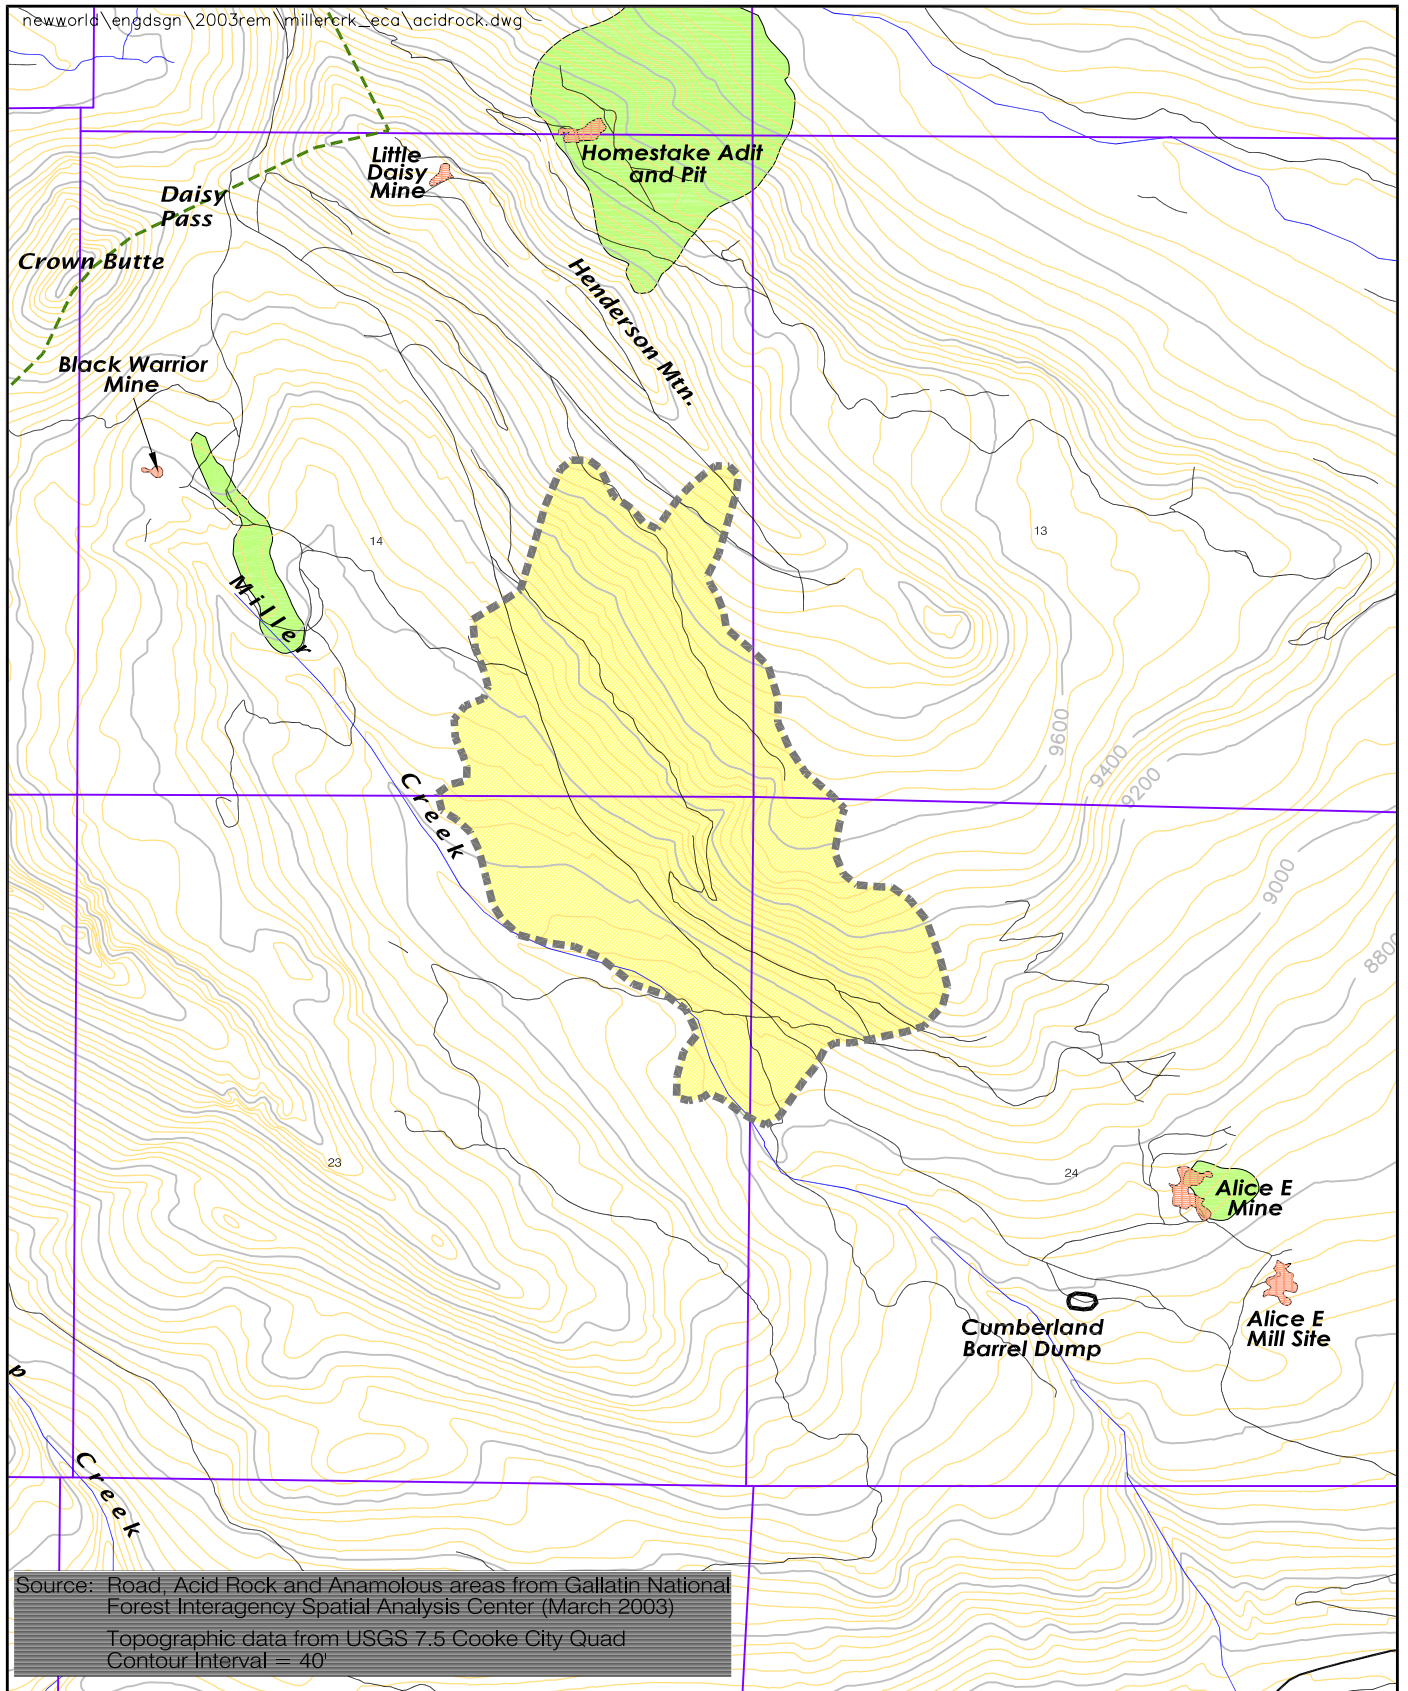 newworld\engdsgn\2003rem\millercrk_eca\acidrock.dwg
Little
Daisy
Mine
Homestake Adit
and Pit
Daisy
Pass
Crown Butte
Henderson Mtn.
Black Warrior
Mine
14
13
Miller
Creek
9600
9400
9200
9000
8800
23
24
Alice E
Mine
Cumberland
Barrel Dump
Alice E
Mill Site
p
Creek
Source: Road, Acid Rock and Anamolous areas from Gallatin National
Forest Interagency Spatial Analysis Center (March 2003)
Topographic data from USGS 7.5 Cooke City Quad
Contour Interval = 40'